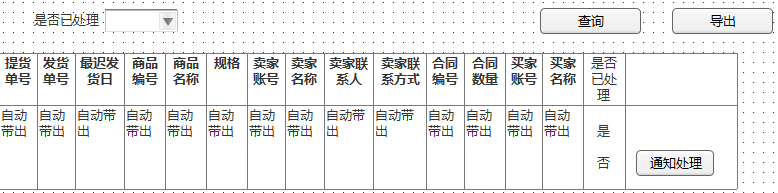 是否已处理 查询 导出
提货单号 发货单号 最迟发货日 商品编号 商品名称 规格 卖家账号 卖家名称 卖家联系人 卖家联系方式 合同编号 合同数量 买家账号 买家名称 是否已处理
自动带出 自动带出 自动带出 自动带出 自动带出 自动带出 自动带出 自动带出 自动带出 自动带出 自动带出 自动带出 自动带出 自动带出 是
否 通知处理